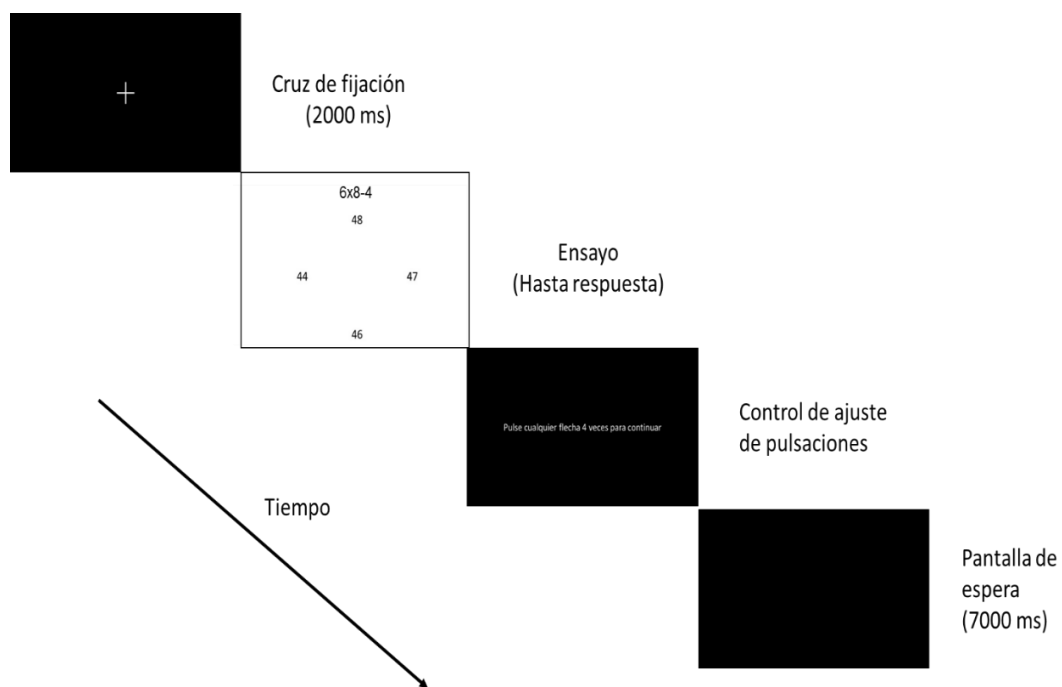 Cruz de fijación
(2000 ms)
6x8-4
48
44 47
46
Ensayo
(Hasta respuesta)
Pulse cualquier flecha 4 veces para continuar
Control de ajuste
de pulsaciones
Tiempo
Pantalla de
espera
(7000 ms)